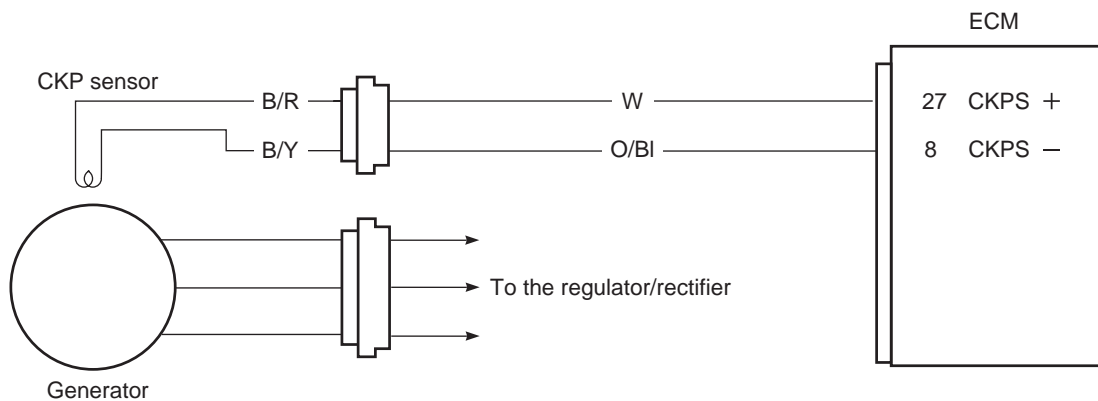 ECM
CKP sensor
B/R
W
27 CKPS +
B/Y
O/Bl
8 CKPS −
To the regulator/rectifier
Generator